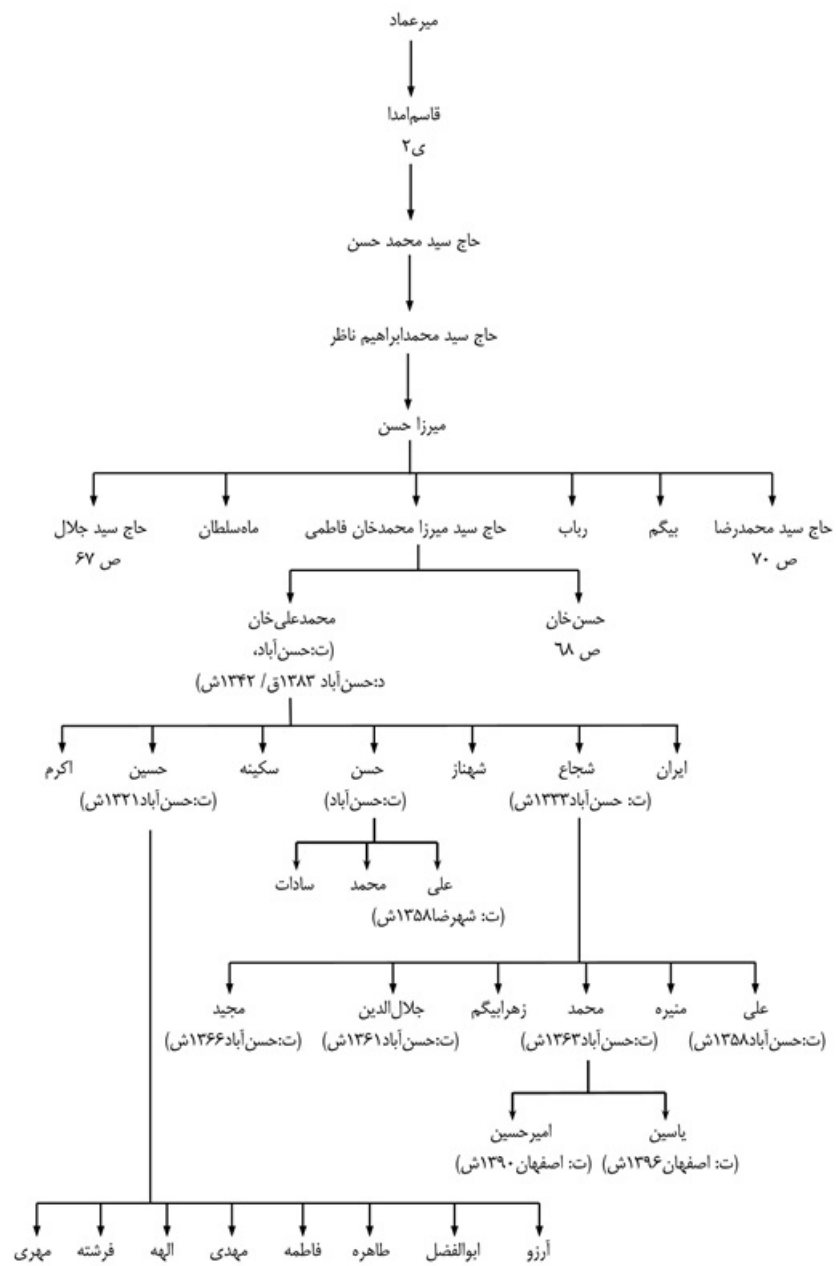 میرعماد
قاسم‌امدا
ی۲
حاج سید محمد حسن
حاج سید محمدابراهیم ناظر
میرزا حسن
حاج سید محمدرضا بیگم رباب حاج سید میرزا محمدخان فاطمی ماه‌سلطان حاج سید جلال
ص ۷۰ ص ۶۷
حسن‌خان محمدعلی‌خان
ص ۶۸ (ت:حسن‌آباد،
د:حسن‌آباد ۱۳۸۳ق/ ۱۳۴۲ش)
ایران شجاع شهناز حسن سکینه حسین اکرم
(ت: حسن‌آباد۱۳۳۳ش) (ت:حسن‌آباد) (ت:حسن‌آباد۱۳۲۱ش)
علی محمد سادات
(ت: شهرضا۱۳۵۸ش)
علی منیره محمد زهرابیگم جلال‌الدین مجید
(ت:حسن‌آباد۱۳۵۸ش) (ت:حسن‌آباد۱۳۶۳ش) (ت:حسن‌آباد۱۳۶۱ش) (ت:حسن‌آباد۱۳۶۶ش)
یاسین امیرحسین
(ت: اصفهان۱۳۹۶ش) (ت: اصفهان۱۳۹۰ش)
آرزو ابوالفضل طاهره فاطمه مهدی الهه فرشته مهری